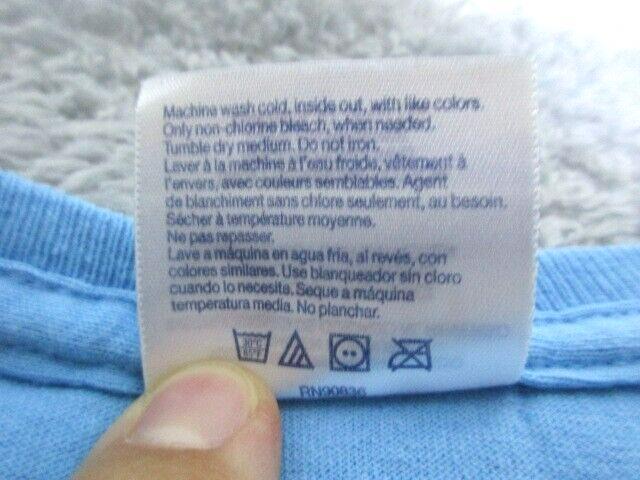 Machine wash cold, inside out, with like colors.
Only non-chlorine bleach, when needed.
Tumble dry medium. Do not iron.
Laver à la machine à l'eau froide, vêtement à
l'envers, avec couleurs semblables. Agent
de blanchiment sans chlore seulement, au besoin.
Sécher à température moyenne.
Ne pas repasser.
Lave a máquina en agua fria, al revés, con
colores similares. Use blanqueador sin cloro
cuando lo necesita. Seque a máquina
temperatura media. No planchar.
30°C
RN90836